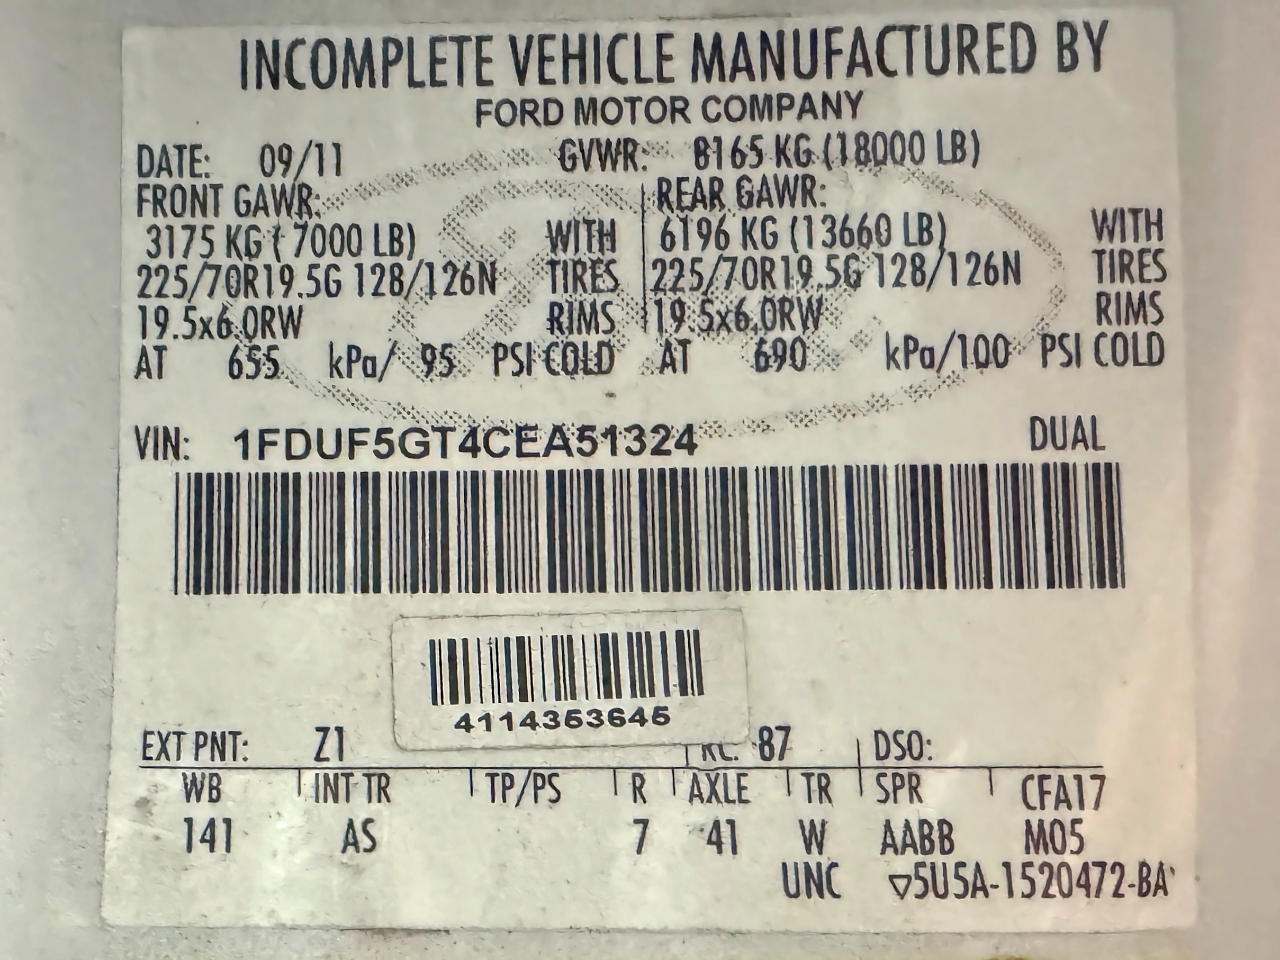 INCOMPLETE VEHICLE MANUFACTURED BY
FORD MOTOR COMPANY
DATE: 09/11 GVWR: 8165 KG (18000 LB)
FRONT GAWR: REAR GAWR:
3175 KG ( 7000 LB) WITH 6196 KG (13660 LB) WITH
225/70R19.5G 128/126N TIRES 225/70R19.5G 128/126N TIRES
19.5x6.0RW RIMS 19.5x6.0RW RIMS
AT 655 kPa/ 95 PSI COLD AT 690 kPa/100 PSI COLD
VIN: 1FDUF5GT4CEA51324 DUAL
4114353645
EXT PNT: Z1 RC: 87 DSO:
WB INT TR TP/PS R AXLE TR SPR CFA17
141 AS 7 41 W AABB M05
UNC ▽5U5A-1520472-BA